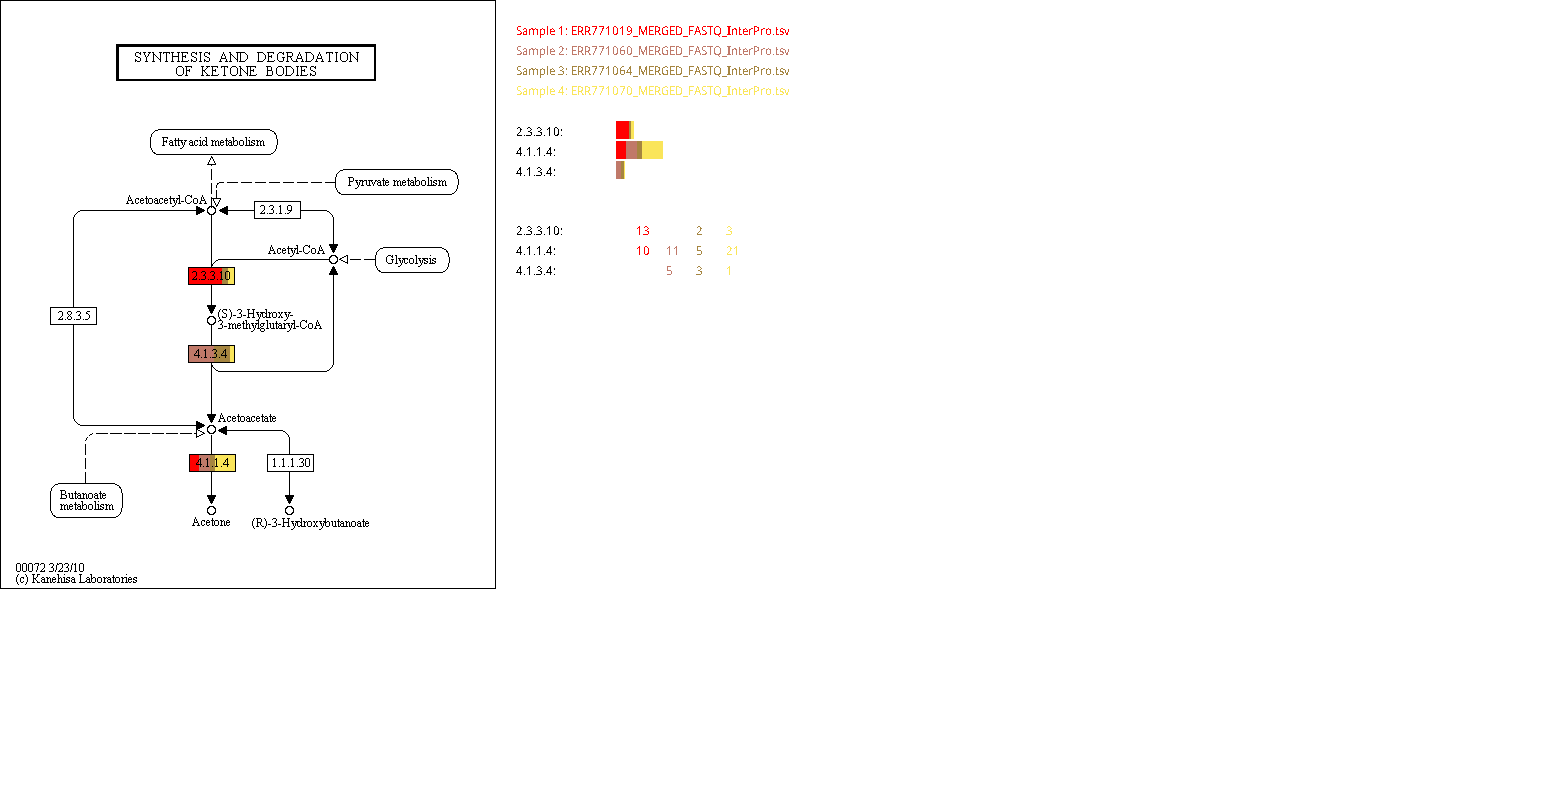 SYNTHESIS AND DEGRADATION
OF KETONE BODIES
Fatty acid metabolism
Pyruvate metabolism
Acetoacetyl-CoA
2.3.1.9
Acetyl-CoA
Glycolysis
2.3.3.10
2.8.3.5
(S)-3-Hydroxy-
3-methylglutaryl-CoA
4.1.3.4
Acetoacetate
4.1.1.4
1.1.1.30
Butanoate
metabolism
Acetone
(R)-3-Hydroxybutanoate
00072 3/23/10
(c) Kanehisa Laboratories
Sample 1: ERR771019_MERGED_FASTQ_InterPro.tsv
Sample 2: ERR771060_MERGED_FASTQ_InterPro.tsv
Sample 3: ERR771064_MERGED_FASTQ_InterPro.tsv
Sample 4: ERR771070_MERGED_FASTQ_InterPro.tsv
2.3.3.10:
4.1.1.4:
4.1.3.4:
2.3.3.10: 13 2 3
4.1.1.4: 10 11 5 21
4.1.3.4: 5 3 1